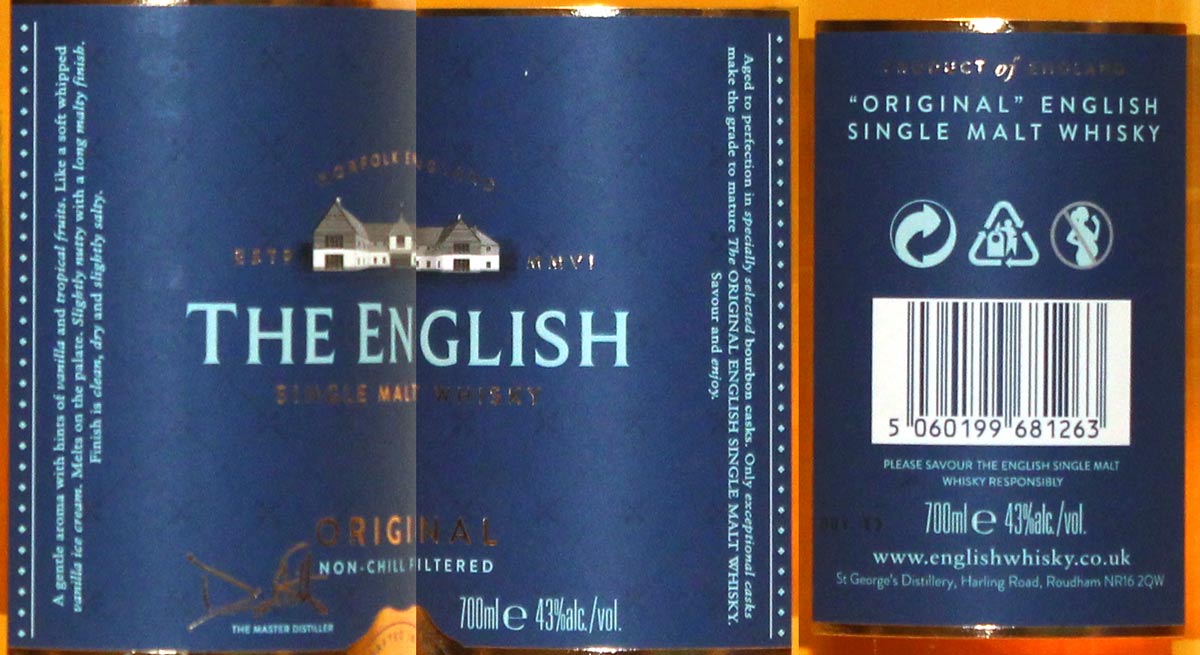 A gentle aroma with hints of vanilla and tropical fruits. Like a soft whipped
vanilla ice cream. Melts on the palate. Slightly nutty with a long malty finish.
Finish is clean, dry and slightly salty.
NORFOLK ENGLAND
ESTD MMVI
THE ENGLISH
SINGLE MALT WHISKY
ORIGINAL
NON-CHILL FILTERED
THE MASTER DISTILLER
700ml e 43%alc./vol.
Aged to perfection in specially selected bourbon casks. Only exceptional casks
make the grade to mature The ORIGINAL ENGLISH SINGLE MALT WHISKY.
Savour and enjoy.
PRODUCT of ENGLAND
"ORIGINAL" ENGLISH
SINGLE MALT WHISKY
5 060199 681263
PLEASE SAVOUR THE ENGLISH SINGLE MALT
WHISKY RESPONSIBLY
700ml e 43%alc./vol.
www.englishwhisky.co.uk
St George's Distillery, Harling Road, Roudham NR16 2QW